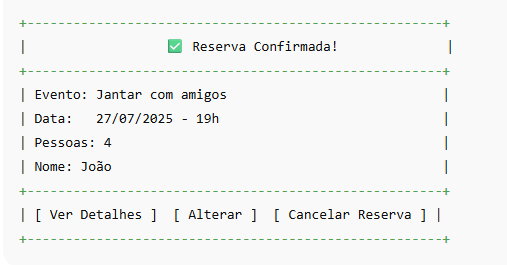 +------------------------------------------------------+
|                  ✅ Reserva Confirmada!              |
+------------------------------------------------------+
| Evento: Jantar com amigos                            |
| Data:   27/07/2025 - 19h                             |
| Pessoas: 4                                           |
| Nome: João                                           |
+------------------------------------------------------+
| [ Ver Detalhes ]  [ Alterar ]  [ Cancelar Reserva ] |
+------------------------------------------------------+